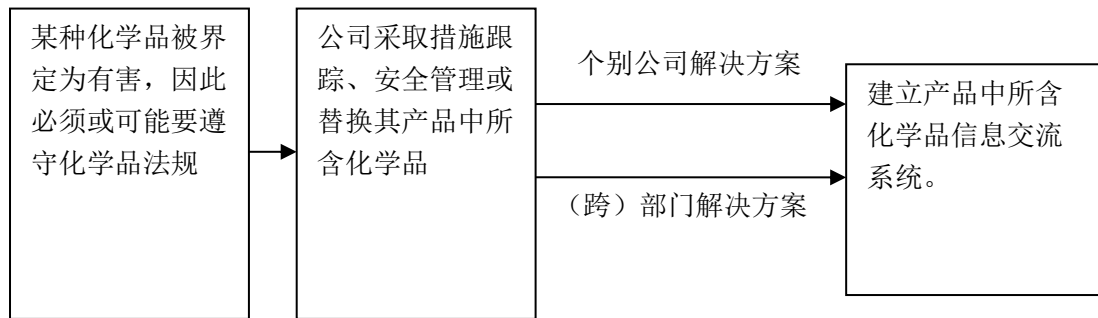 某种化学品被界
定为有害，因此
必须或可能要遵
守化学品法规
公司采取措施跟
踪、安全管理或
替换其产品中所
含化学品
个别公司解决方案
（跨）部门解决方案
建立产品中所含
化学品信息交流
系统。